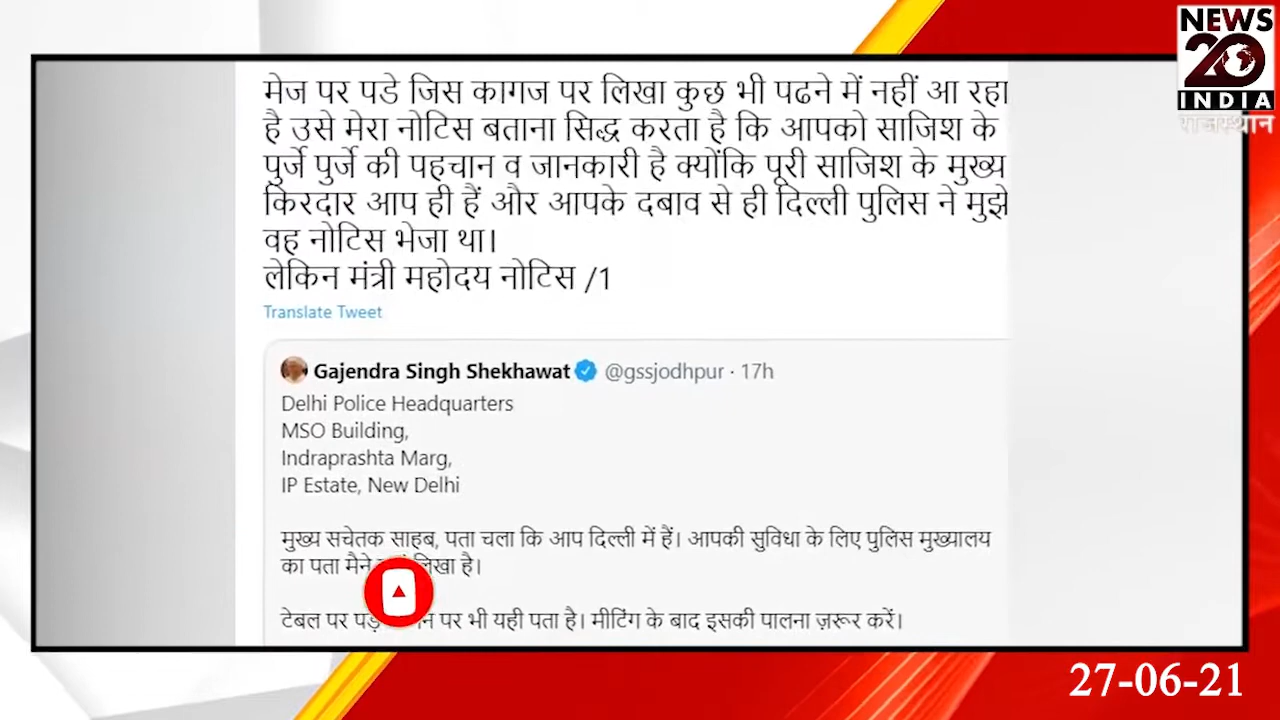 NEWS
20
INDIA
राजस्थान
मेज पर पडे जिस कागज पर लिखा कुछ भी पढने में नहीं आ रहा
है उसे मेरा नोटिस बताना सिद्ध करता है कि आपको साजिश के
पुर्जे पुर्जे की पहचान व जानकारी है क्योंकि पूरी साजिश के मुख्य
किरदार आप ही हैं और आपके दबाव से ही दिल्ली पुलिस ने मुझे
वह नोटिस भेजा था।
लेकिन मंत्री महोदय नोटिस /1
Translate Tweet
Gajendra Singh Shekhawat @gssjodhpur · 17h
Delhi Police Headquarters
MSO Building,
Indraprashta Marg,
IP Estate, New Delhi
मुख्य सचेतक साहब, पता चला कि आप दिल्ली में हैं। आपकी सुविधा के लिए पुलिस मुख्यालय
का पता मैने लिखा है।
टेबल पर पर भी यही पता है। मीटिंग के बाद इसकी पालना ज़रूर करें।
27-06-21